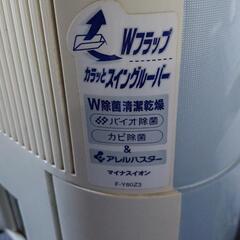 Wフラップ
カラッとスイングルーバー
W除菌清潔乾燥
バイオ除菌
カビ除菌
&
アレルバスター
マイナスイオン
F-Y60Z3